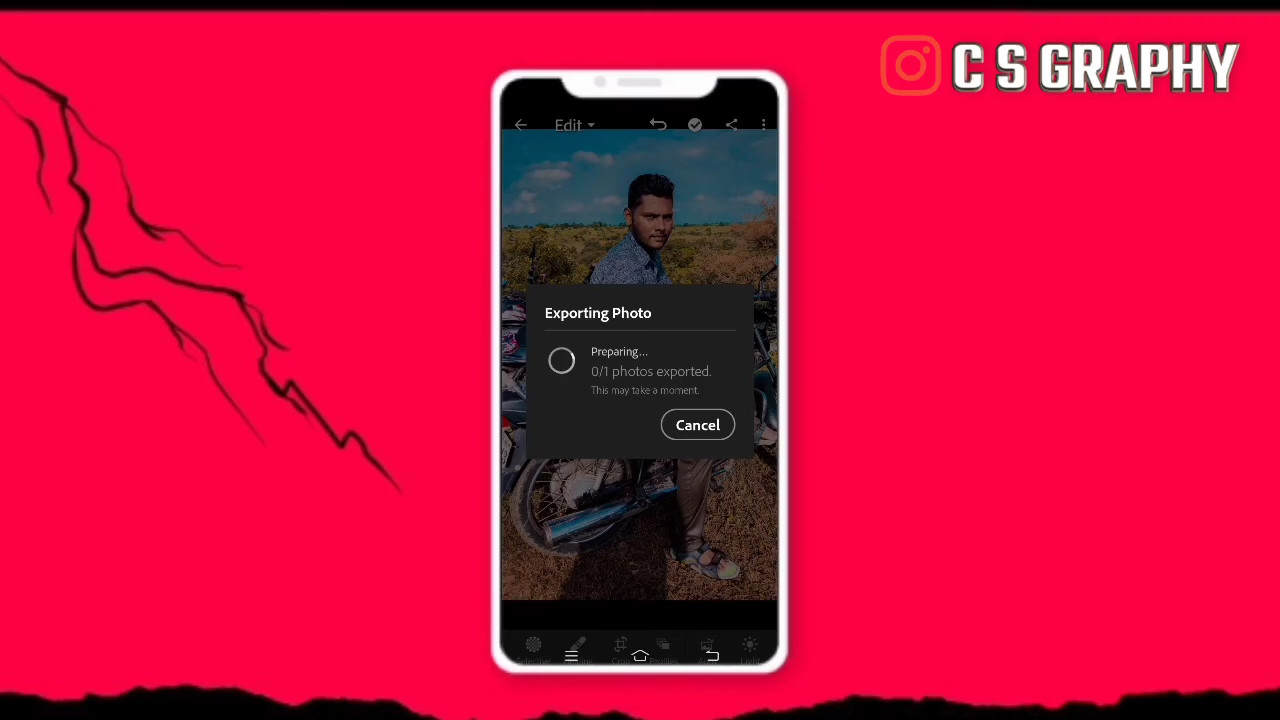 C S GRAPHY
Edit
Exporting Photo
Preparing...
0/1 photos exported.
This may take a moment.
Cancel